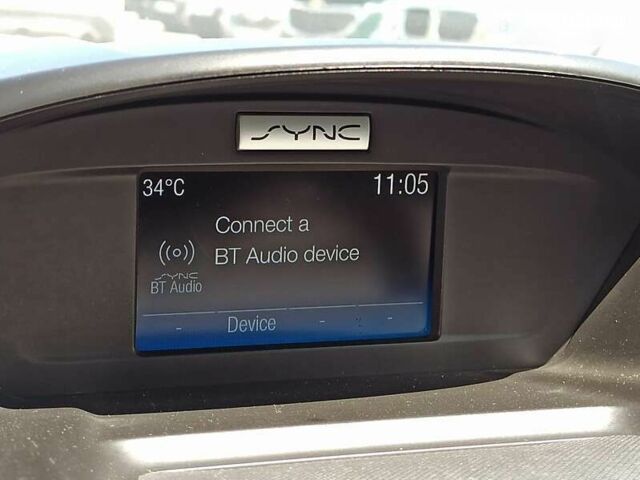 SYNC
34°C 11:05
Connect a
BT Audio device
SYNC
BT Audio
- Device - -